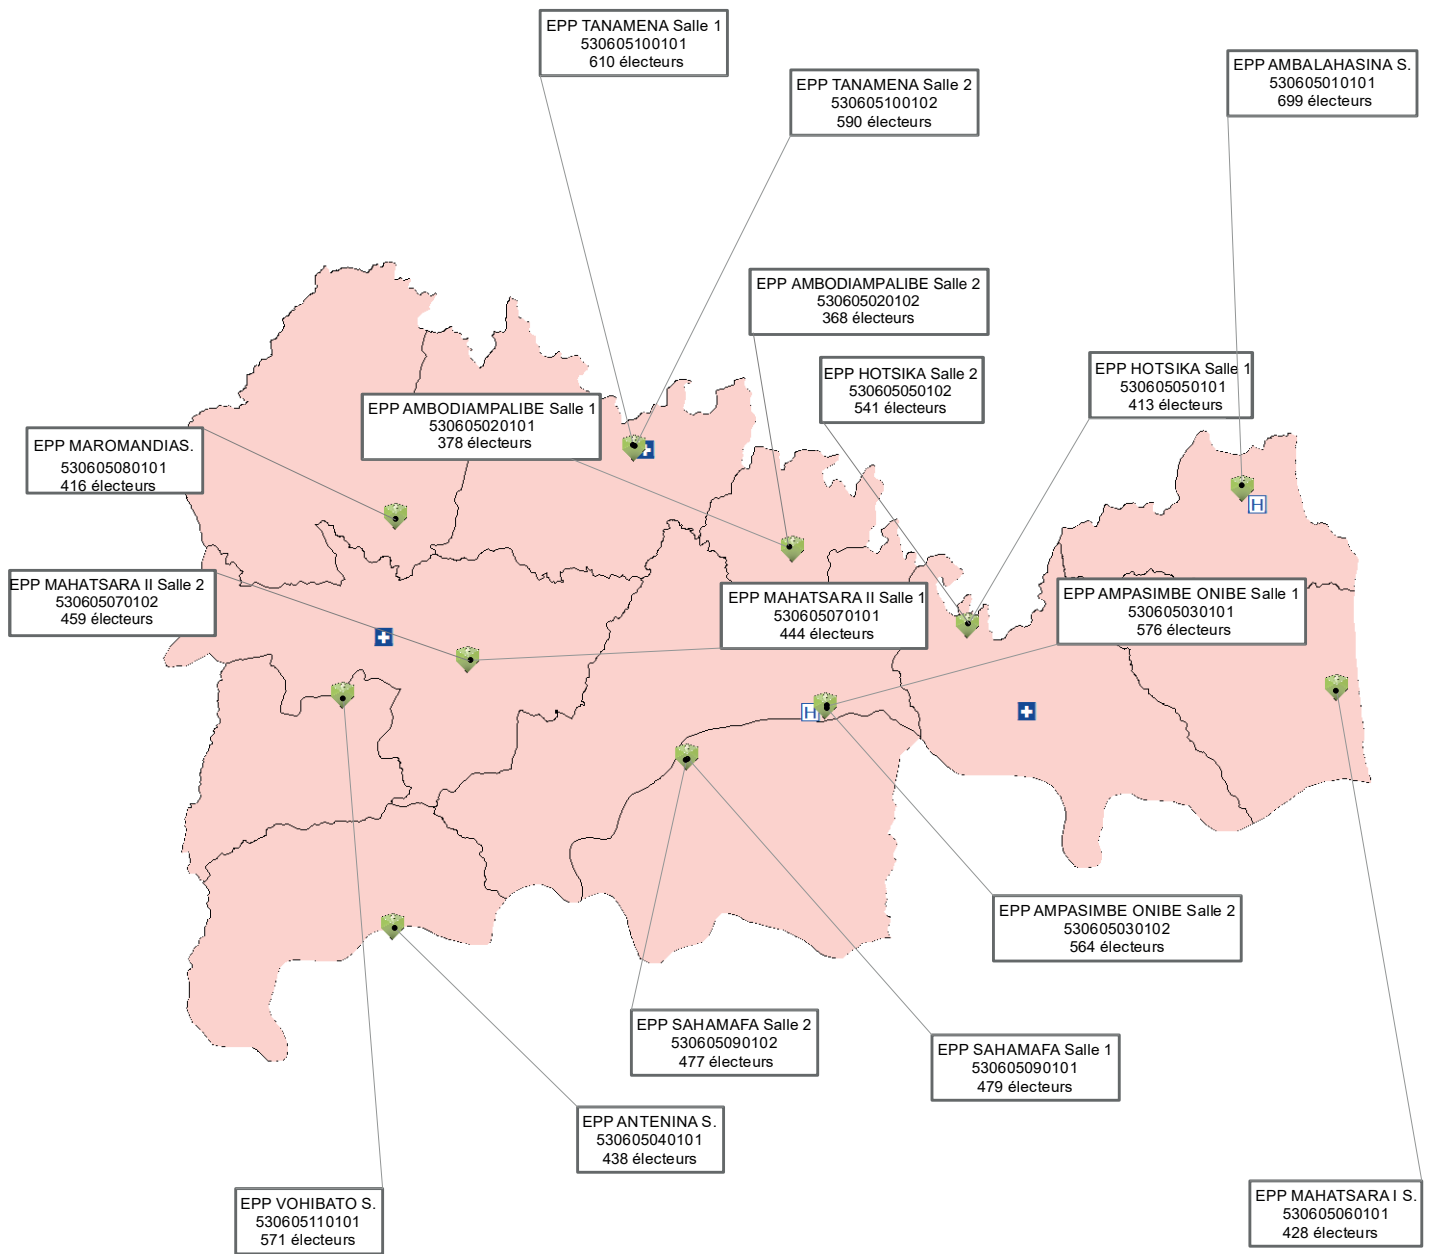 EPP TANAMENA Salle 1
530605100101
610 électeurs
EPP TANAMENA Salle 2
530605100102
590 électeurs
EPP AMBALAHASINA S.
530605010101
699 électeurs
EPP AMBODIAMPALIBE Salle 2
530605020102
368 électeurs
EPP HOTSIKA Salle 2
530605050102
541 électeurs
EPP HOTSIKA Salle 1
530605050101
413 électeurs
EPP AMBODIAMPALIBE Salle 1
530605020101
378 électeurs
EPP MAROMANDIAS.
530605080101
416 électeurs
H
EPP MAHATSARA II Salle 2
530605070102
459 électeurs
EPP MAHATSARA II Salle 1
530605070101
444 électeurs
EPP AMPASIMBE ONIBE Salle 1
530605030101
576 électeurs
H
EPP AMPASIMBE ONIBE Salle 2
530605030102
564 électeurs
EPP SAHAMAFA Salle 2
530605090102
477 électeurs
EPP SAHAMAFA Salle 1
530605090101
479 électeurs
EPP ANTENINA S.
530605040101
438 électeurs
EPP VOHIBATO S.
530605110101
571 électeurs
EPP MAHATSARA I S.
530605060101
428 électeurs